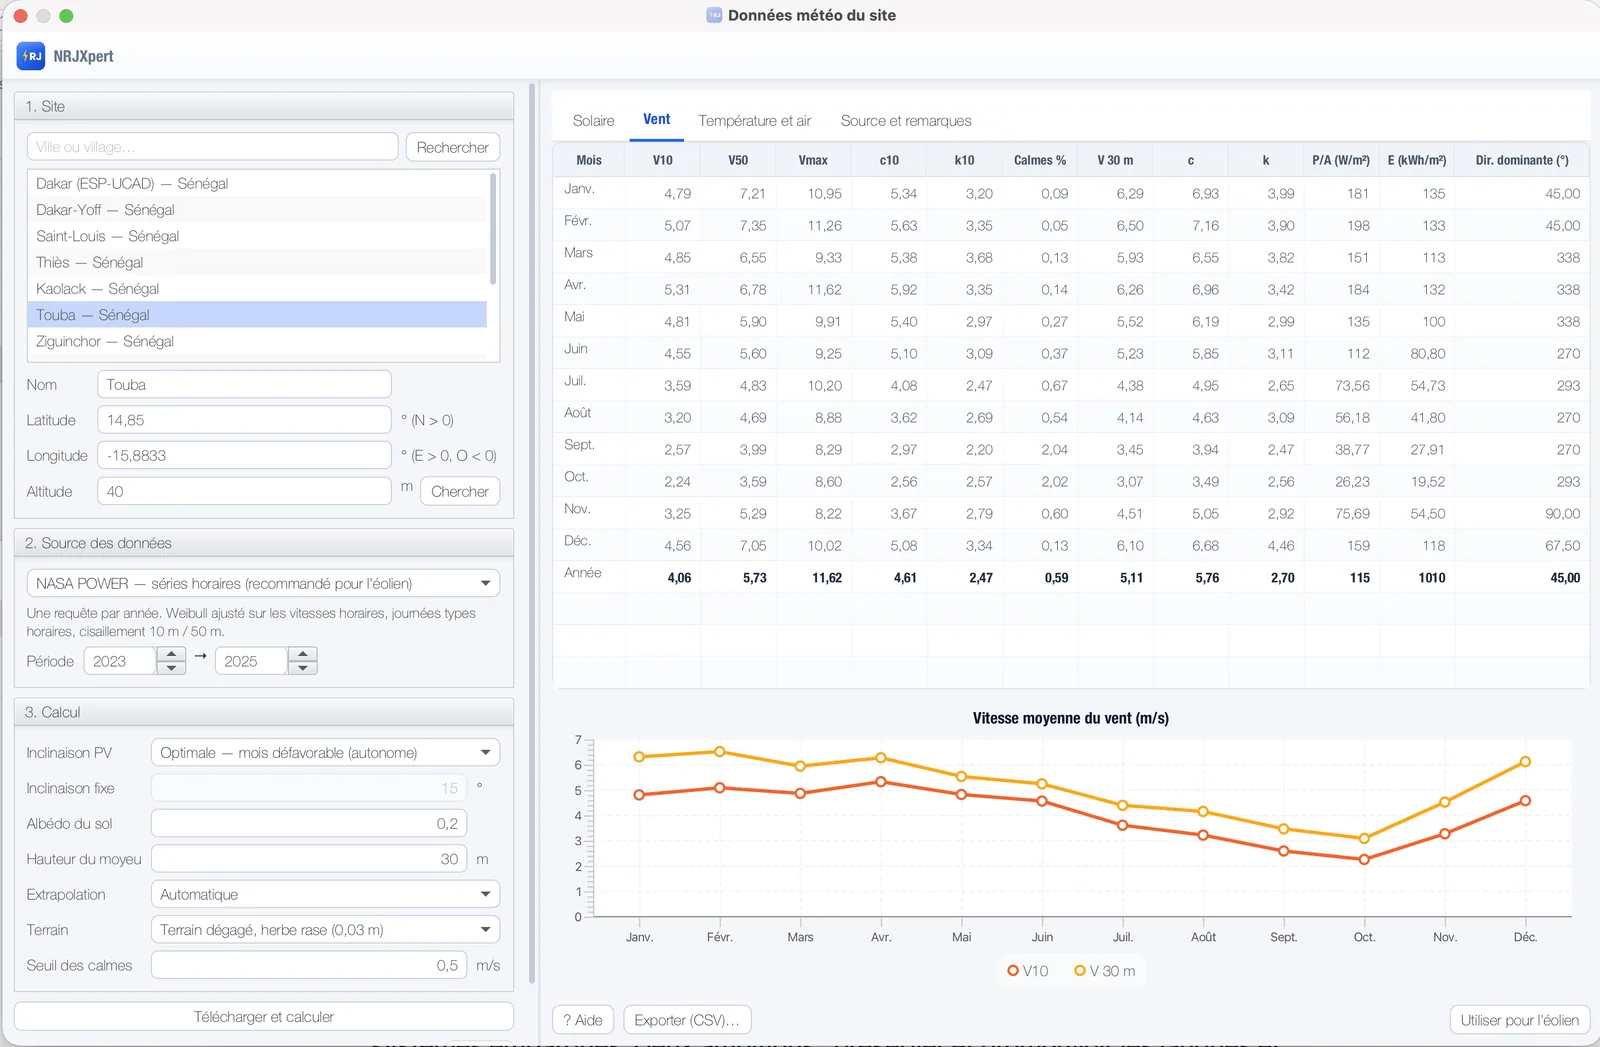 Données météo du site
NRJXpert
1. Site
Ville ou village…
Rechercher
Dakar (ESP-UCAD) — Sénégal
Dakar-Yoff — Sénégal
Saint-Louis — Sénégal
Thiès — Sénégal
Kaolack — Sénégal
Touba — Sénégal
Ziguinchor — Sénégal
Nom Touba
Latitude 14,85 ° (N > 0)
Longitude -15,8833 ° (E > 0, O < 0)
Altitude 40 m Chercher
2. Source des données
NASA POWER — séries horaires (recommandé pour l'éolien)
Une requête par année. Weibull ajusté sur les vitesses horaires, journées types
horaires, cisaillement 10 m / 50 m.
Période 2023 → 2025
3. Calcul
Inclinaison PV Optimale — mois défavorable (autonome)
Inclinaison fixe 15 °
Albédo du sol 0,2
Hauteur du moyeu 30 m
Extrapolation Automatique
Terrain Terrain dégagé, herbe rase (0,03 m)
Seuil des calmes 0,5 m/s
Télécharger et calculer
Solaire Vent Température et air Source et remarques
Mois V10 V50 Vmax c10 k10 Calmes % V 30 m c k P/A (W/m²) E (kWh/m²) Dir. dominante (°)
Janv. 4,79 7,21 10,95 5,34 3,20 0,09 6,29 6,93 3,99 181 135 45,00
Févr. 5,07 7,35 11,26 5,63 3,35 0,05 6,50 7,16 3,90 198 133 45,00
Mars 4,85 6,55 9,33 5,38 3,68 0,13 5,93 6,55 3,82 151 113 338
Avr. 5,31 6,78 11,62 5,92 3,35 0,14 6,26 6,96 3,42 184 132 338
Mai 4,81 5,90 9,91 5,40 2,97 0,27 5,52 6,19 2,99 135 100 338
Juin 4,55 5,60 9,25 5,10 3,09 0,37 5,23 5,85 3,11 112 80,80 270
Juil. 3,59 4,83 10,20 4,08 2,47 0,67 4,38 4,95 2,65 73,56 54,73 293
Août 3,20 4,69 8,88 3,62 2,69 0,54 4,14 4,63 3,09 56,18 41,80 270
Sept. 2,57 3,99 8,29 2,97 2,20 2,04 3,45 3,94 2,47 38,77 27,91 270
Oct. 2,24 3,59 8,60 2,56 2,57 2,02 3,07 3,49 2,56 26,23 19,52 293
Nov. 3,25 5,29 8,22 3,67 2,79 0,60 4,51 5,05 2,92 75,69 54,50 90,00
Déc. 4,56 7,05 10,02 5,08 3,34 0,13 6,10 6,68 4,46 159 118 67,50
Année 4,06 5,73 11,62 4,61 2,47 0,59 5,11 5,76 2,70 115 1010 45,00
Vitesse moyenne du vent (m/s)
7
6
5
4
3
2
1
0
Janv. Févr. Mars Avr. Mai Juin Juil. Août Sept. Oct. Nov. Déc.
V10 V 30 m
? Aide Exporter (CSV)… Utiliser pour l'éolien